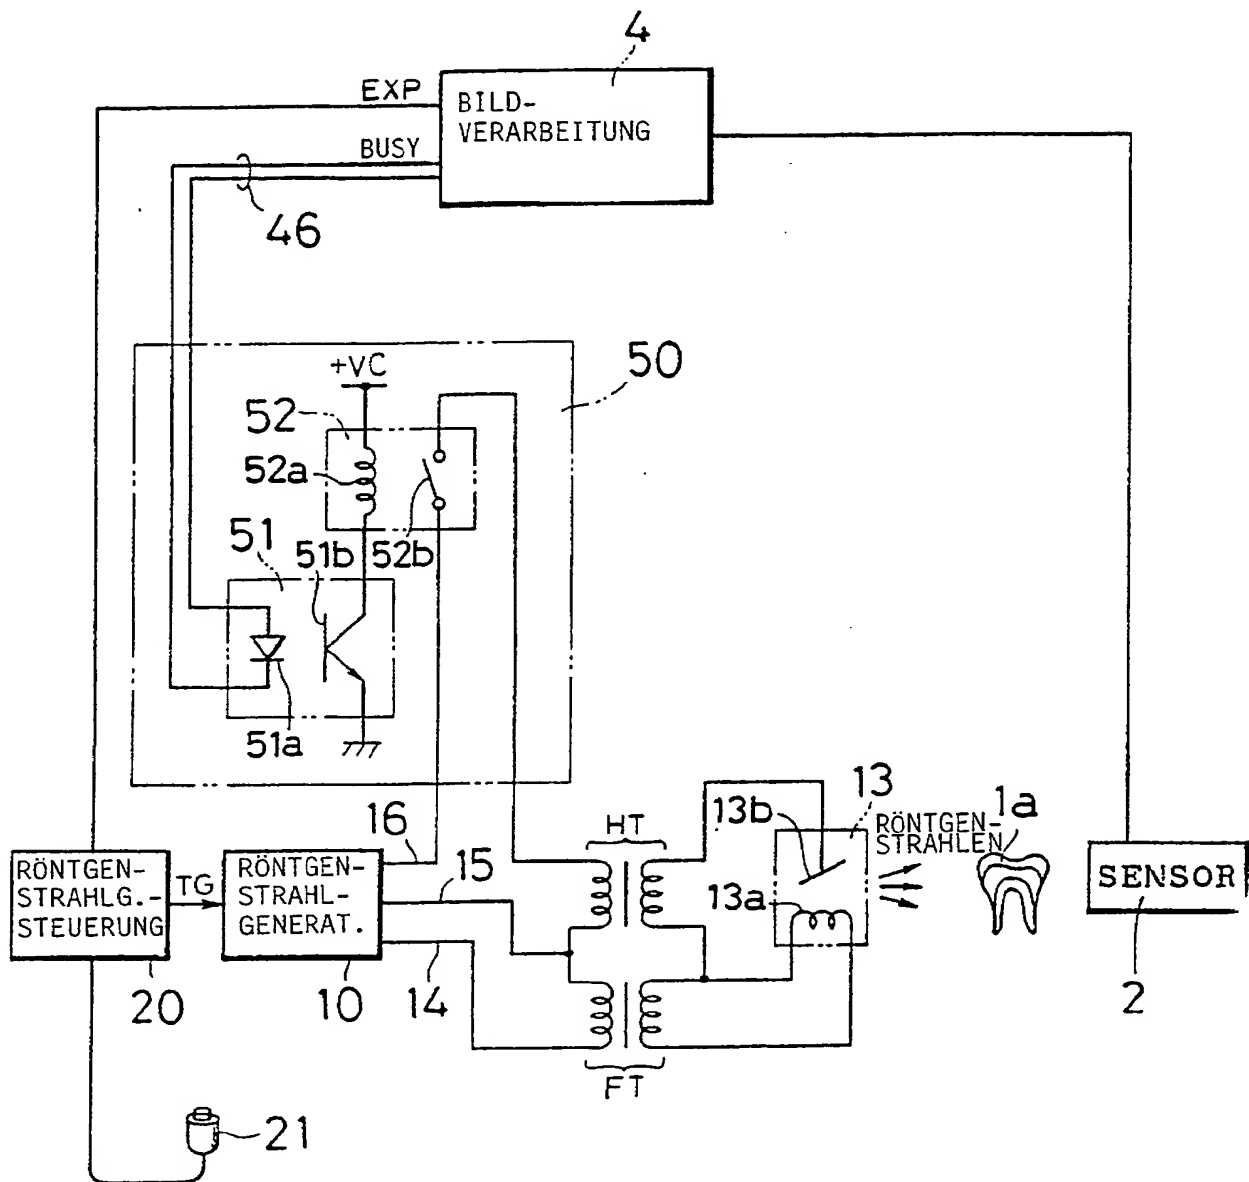 4
EXP
BILD-
VERARBEITUNG
BUSY
46
+VC
50
52
52a
51
51b
52b
51a
16
HT
13b
13
RÖNTGEN-
STRAHLEN
1a
RÖNTGEN-
STRAHLG.-
STEUERUNG
TG
RÖNTGEN-
STRAHL-
GENERAT.
15
13a
SENSOR
20
10
14
2
FT
21